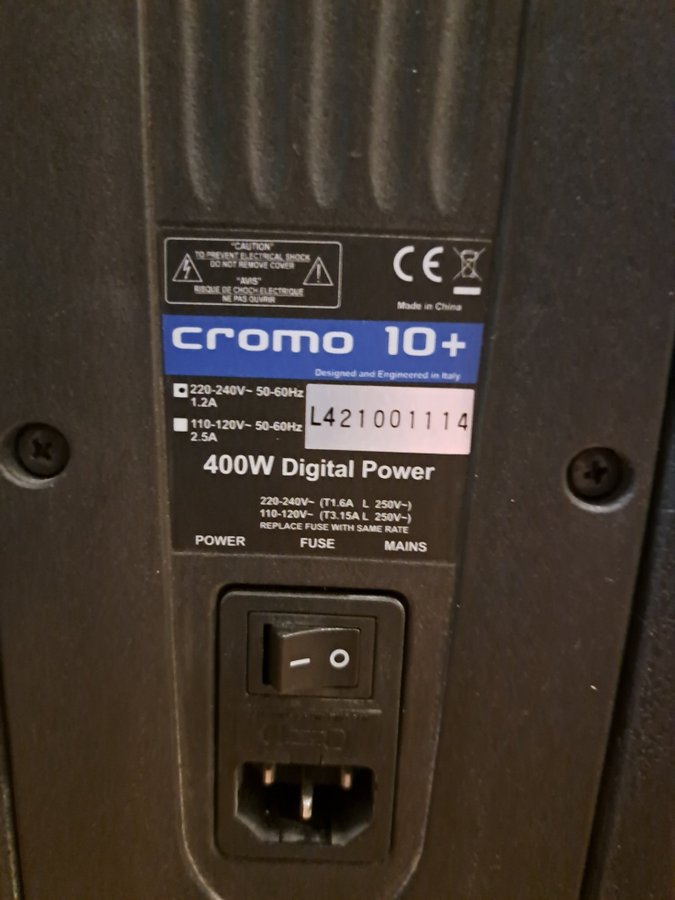 "CAUTION"
TO PREVENT ELECTRICAL SHOCK
DO NOT REMOVE COVER
"AVIS"
RISQUE DE CHOCH ELECTRIQUE
NE PAS OUVRIR
CE
Made in China
cromo 10+
Designed and Engineered in Italy
220-240V~ 50-60Hz
1.2A
110-120V~ 50-60Hz
2.5A
L421001114
400W Digital Power
220-240V~ (T1.6A L 250V~)
110-120V~ (T3.15A L 250V~)
REPLACE FUSE WITH SAME RATE
POWER FUSE MAINS